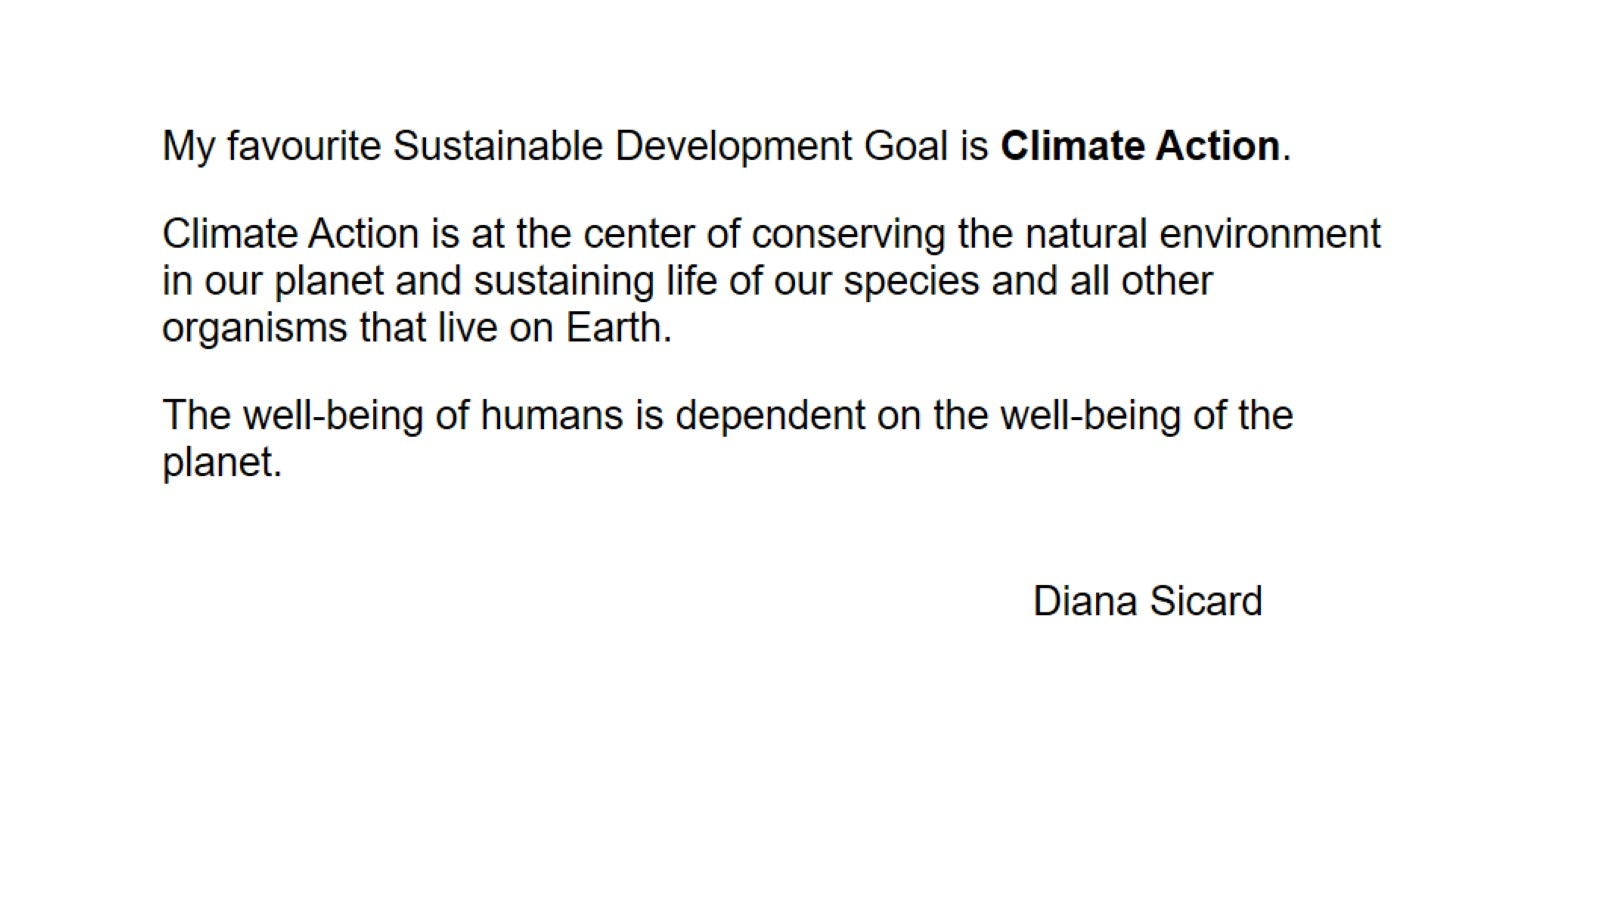 My favourite Sustainable Development Goal is Climate Action.
Climate Action is at the center of conserving the natural environment
in our planet and sustaining life of our species and all other
organisms that live on Earth.
The well-being of humans is dependent on the well-being of the
planet.
Diana Sicard